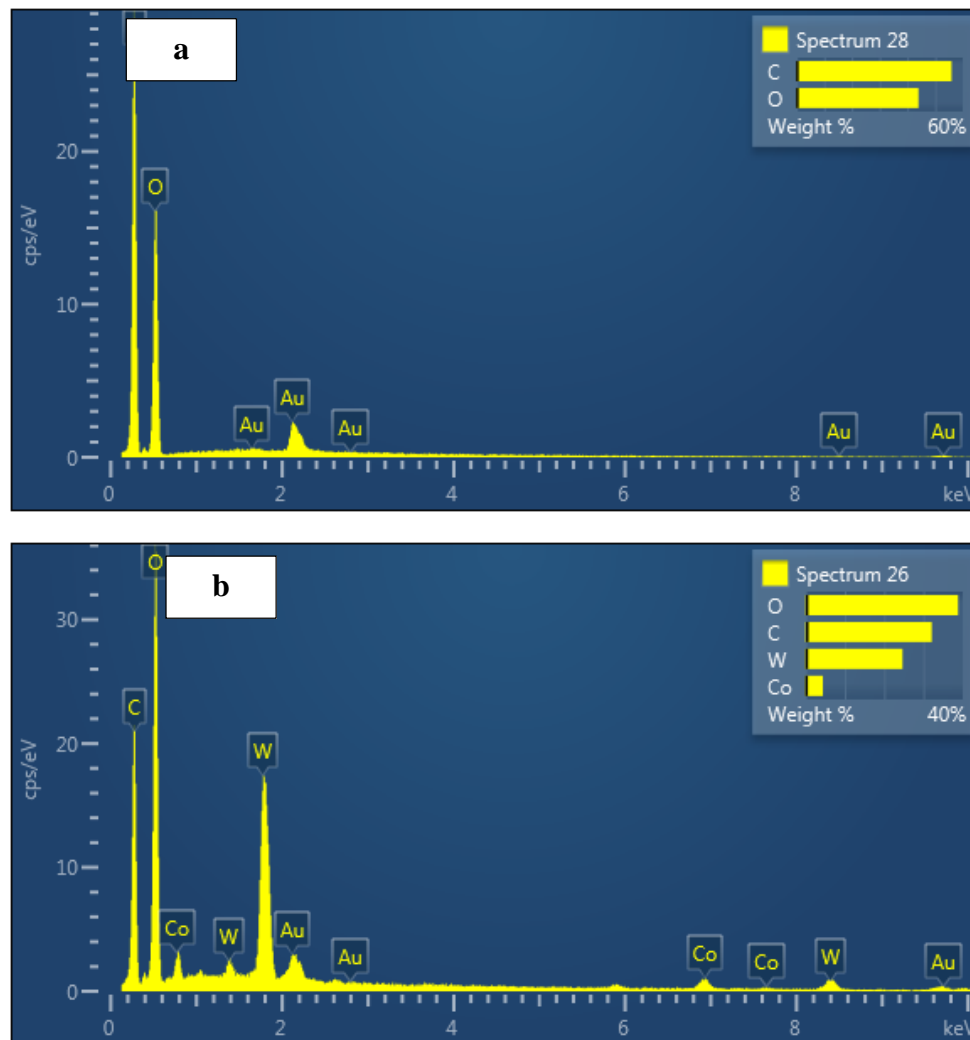 a
Spectrum 28
C
O
Weight % 60%
20
O
cps/eV
10
Au Au Au Au Au
0
0 2 4 6 8 keV
b
Spectrum 26
O
C
W
Co
Weight % 40%
O
30
C
20
W
cps/eV
10
Co W Au Au Co Co W Au
0
0 2 4 6 8 keV